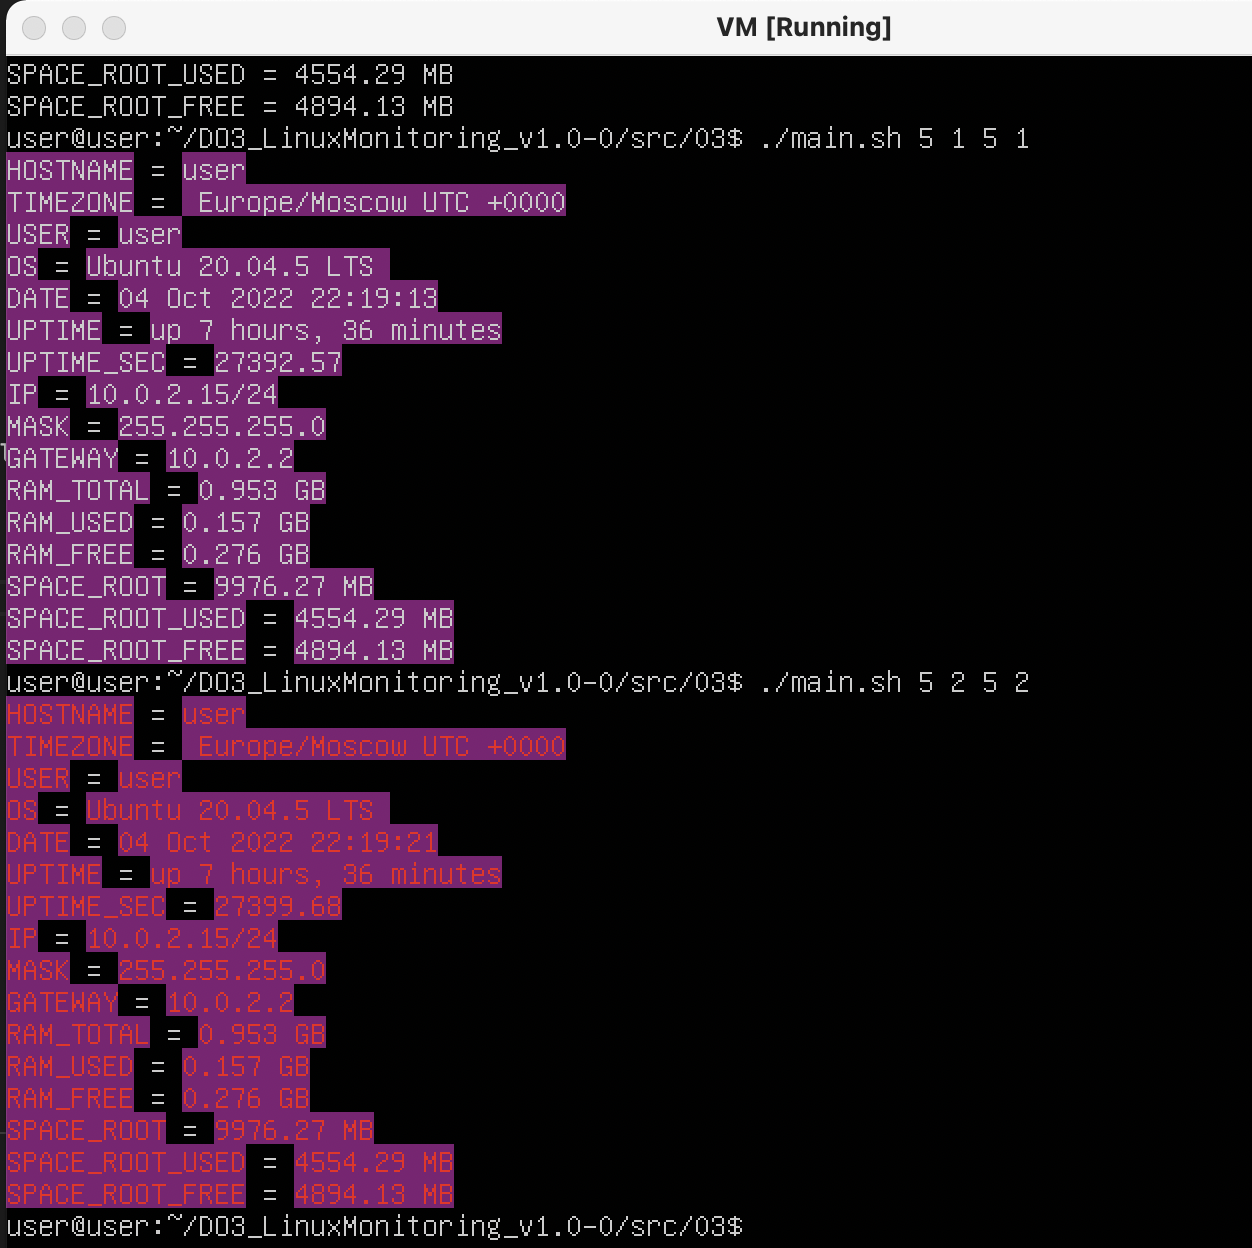 VM [Running]
SPACE_ROOT_USED = 4554.29 MB
SPACE_ROOT_FREE = 4894.13 MB
user@user:~/DO3_LinuxMonitoring_v1.0-0/src/03$ ./main.sh 5 1 5 1
HOSTNAME = user
TIMEZONE =  Europe/Moscow UTC +0000
USER = user
OS = Ubuntu 20.04.5 LTS
DATE = 04 Oct 2022 22:19:13
UPTIME = up 7 hours, 36 minutes
UPTIME_SEC = 27392.57
IP = 10.0.2.15/24
MASK = 255.255.255.0
GATEWAY = 10.0.2.2
RAM_TOTAL = 0.953 GB
RAM_USED = 0.157 GB
RAM_FREE = 0.276 GB
SPACE_ROOT = 9976.27 MB
SPACE_ROOT_USED = 4554.29 MB
SPACE_ROOT_FREE = 4894.13 MB
user@user:~/DO3_LinuxMonitoring_v1.0-0/src/03$ ./main.sh 5 2 5 2
HOSTNAME = user
TIMEZONE =  Europe/Moscow UTC +0000
USER = user
OS = Ubuntu 20.04.5 LTS
DATE = 04 Oct 2022 22:19:21
UPTIME = up 7 hours, 36 minutes
UPTIME_SEC = 27399.68
IP = 10.0.2.15/24
MASK = 255.255.255.0
GATEWAY = 10.0.2.2
RAM_TOTAL = 0.953 GB
RAM_USED = 0.157 GB
RAM_FREE = 0.276 GB
SPACE_ROOT = 9976.27 MB
SPACE_ROOT_USED = 4554.29 MB
SPACE_ROOT_FREE = 4894.13 MB
user@user:~/DO3_LinuxMonitoring_v1.0-0/src/03$